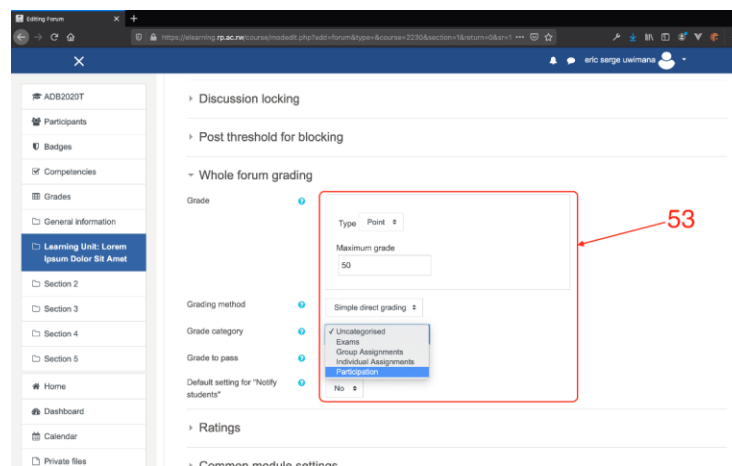 Editing Forum
https://elearning.rp.ac.rw/course/modedit.php?add=forum&type=&course=2230&section=1&return=0&sr=1
eric serge uwimana
ADB2020T
Participants
Badges
Competencies
Grades
General information
Learning Unit: Lorem
Ipsum Dolor Sit Amet
Section 2
Section 3
Section 4
Section 5
Home
Dashboard
Calendar
Private files
Discussion locking
Post threshold for blocking
Whole forum grading
Grade
Type Point
Maximum grade
50
Grading method
Simple direct grading
Grade category
Uncategorised
Exams
Group Assignments
Individual Assignments
Participation
Grade to pass
Default setting for "Notify
students"
No
Ratings
Common module settings
53